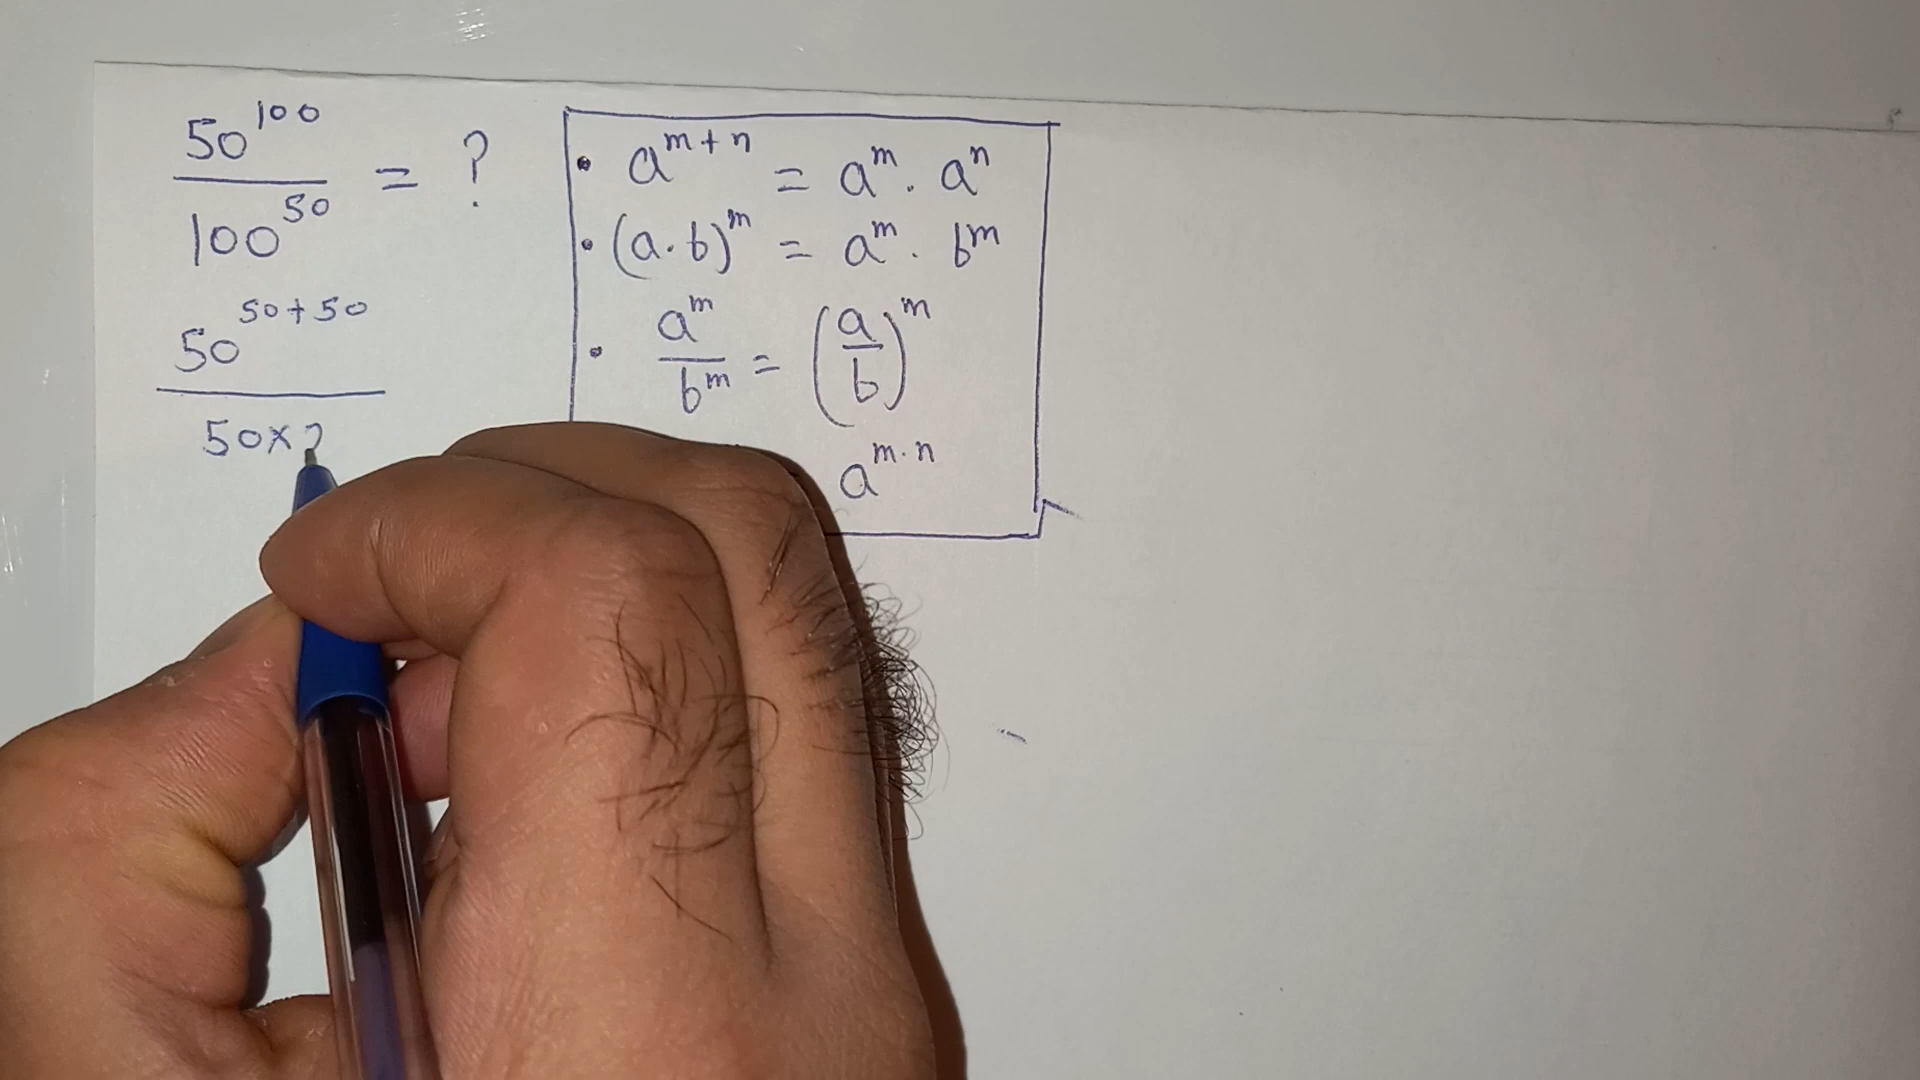 50^100 / 100^50 = ?
50^(50+50) / 50×2
• a^(m+n) = a^m . a^n
• (a.b)^m = a^m . b^m
• a^m / b^m = (a/b)^m
a^(m.n)